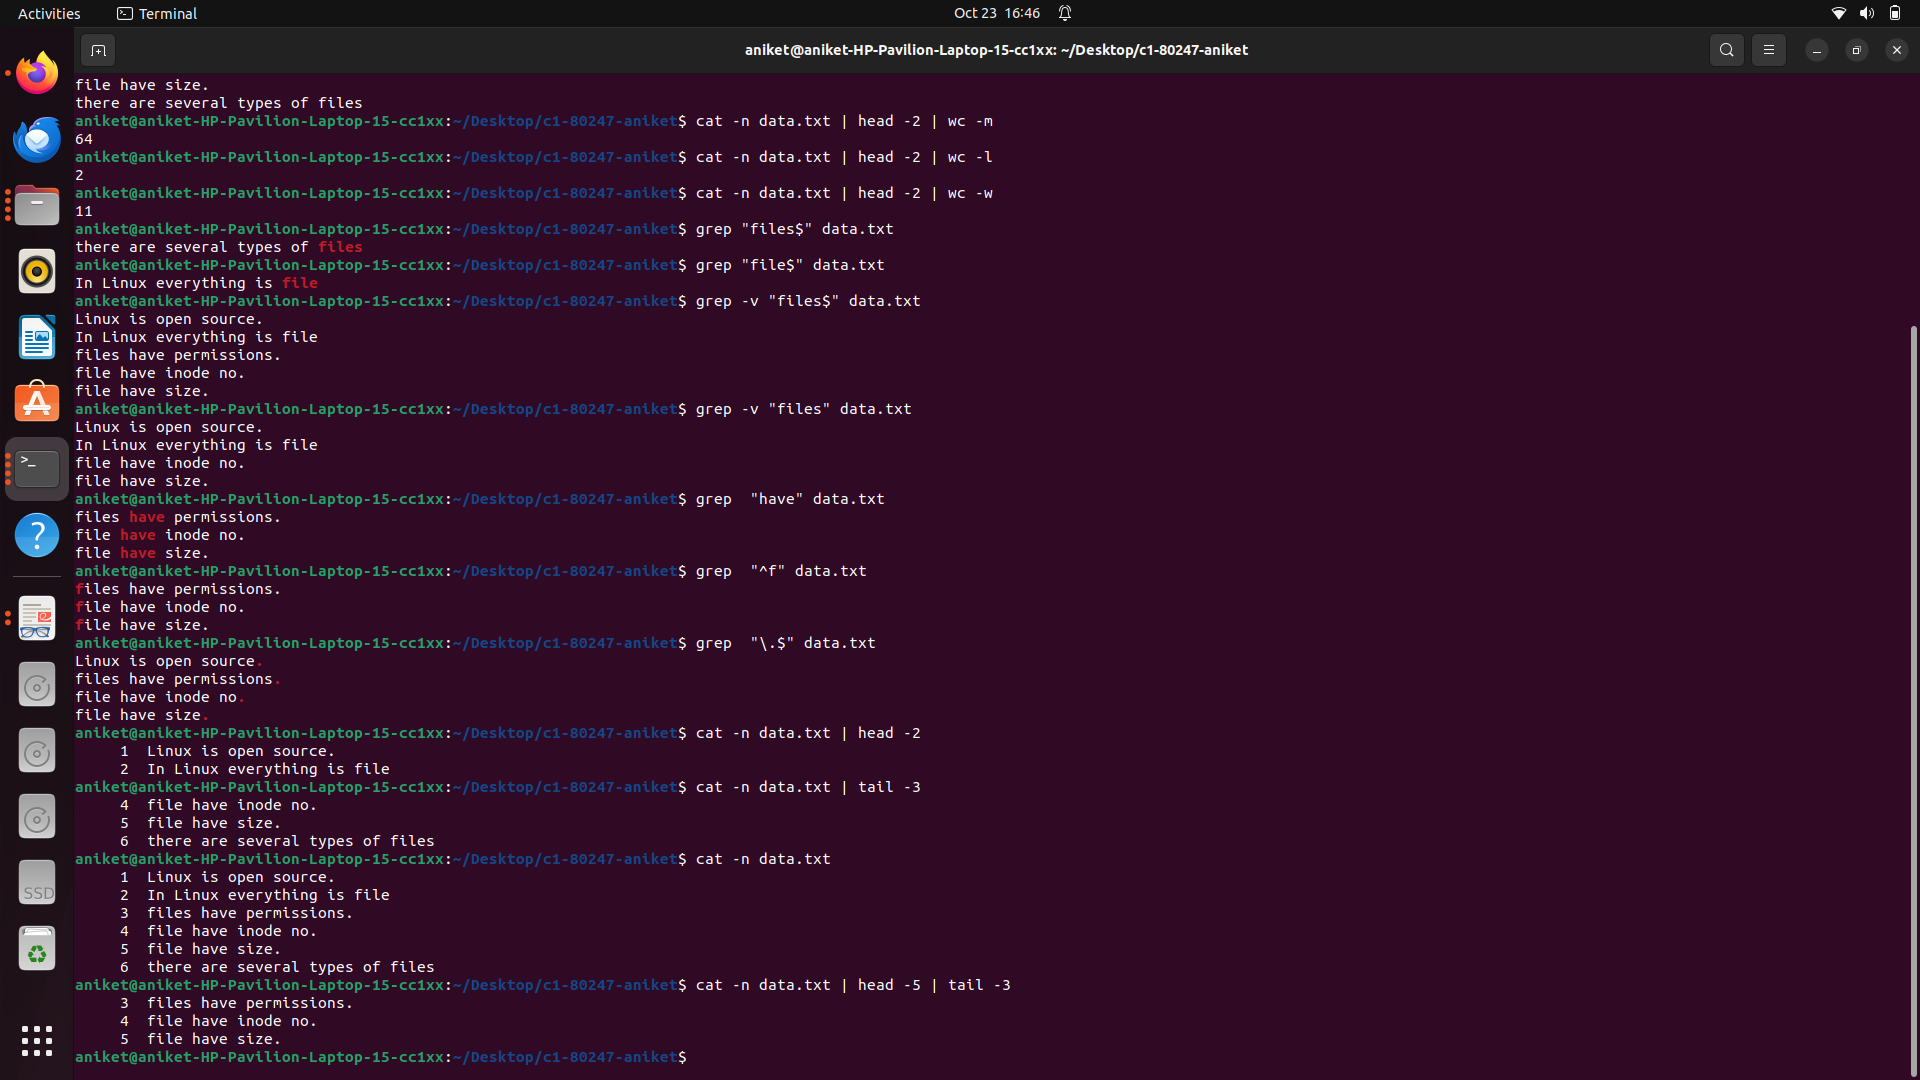 Activities
Terminal
Oct 23 16:46
aniket@aniket-HP-Pavilion-Laptop-15-cc1xx: ~/Desktop/c1-80247-aniket
file have size.
there are several types of files
aniket@aniket-HP-Pavilion-Laptop-15-cc1xx:~/Desktop/c1-80247-aniket$ cat -n data.txt | head -2 | wc -m
64
aniket@aniket-HP-Pavilion-Laptop-15-cc1xx:~/Desktop/c1-80247-aniket$ cat -n data.txt | head -2 | wc -l
2
aniket@aniket-HP-Pavilion-Laptop-15-cc1xx:~/Desktop/c1-80247-aniket$ cat -n data.txt | head -2 | wc -w
11
aniket@aniket-HP-Pavilion-Laptop-15-cc1xx:~/Desktop/c1-80247-aniket$ grep "files$" data.txt
there are several types of files
aniket@aniket-HP-Pavilion-Laptop-15-cc1xx:~/Desktop/c1-80247-aniket$ grep "file$" data.txt
In Linux everything is file
aniket@aniket-HP-Pavilion-Laptop-15-cc1xx:~/Desktop/c1-80247-aniket$ grep -v "files$" data.txt
Linux is open source.
In Linux everything is file
files have permissions.
file have inode no.
file have size.
aniket@aniket-HP-Pavilion-Laptop-15-cc1xx:~/Desktop/c1-80247-aniket$ grep -v "files" data.txt
Linux is open source.
In Linux everything is file
file have inode no.
file have size.
aniket@aniket-HP-Pavilion-Laptop-15-cc1xx:~/Desktop/c1-80247-aniket$ grep  "have" data.txt
files have permissions.
file have inode no.
file have size.
aniket@aniket-HP-Pavilion-Laptop-15-cc1xx:~/Desktop/c1-80247-aniket$ grep  "^f" data.txt
files have permissions.
file have inode no.
file have size.
aniket@aniket-HP-Pavilion-Laptop-15-cc1xx:~/Desktop/c1-80247-aniket$ grep  "\.$" data.txt
Linux is open source.
files have permissions.
file have inode no.
file have size.
aniket@aniket-HP-Pavilion-Laptop-15-cc1xx:~/Desktop/c1-80247-aniket$ cat -n data.txt | head -2
1  Linux is open source.
2  In Linux everything is file
aniket@aniket-HP-Pavilion-Laptop-15-cc1xx:~/Desktop/c1-80247-aniket$ cat -n data.txt | tail -3
4  file have inode no.
5  file have size.
6  there are several types of files
aniket@aniket-HP-Pavilion-Laptop-15-cc1xx:~/Desktop/c1-80247-aniket$ cat -n data.txt
1  Linux is open source.
2  In Linux everything is file
3  files have permissions.
4  file have inode no.
5  file have size.
6  there are several types of files
aniket@aniket-HP-Pavilion-Laptop-15-cc1xx:~/Desktop/c1-80247-aniket$ cat -n data.txt | head -5 | tail -3
3  files have permissions.
4  file have inode no.
5  file have size.
aniket@aniket-HP-Pavilion-Laptop-15-cc1xx:~/Desktop/c1-80247-aniket$
SSD